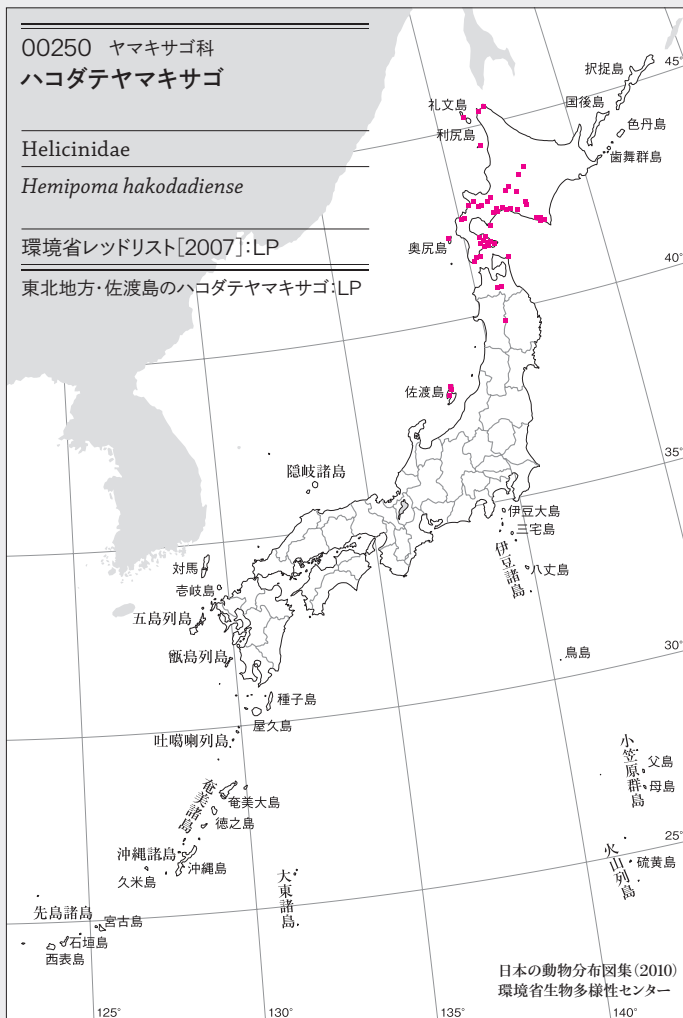 00250 ヤマキサゴ科
ハコダテヤマキサゴ
Helicinidae
Hemipoma hakodadiense
環境省レッドリスト[2007]:LP
東北地方・佐渡島のハコダテヤマキサゴ:LP
択捉島
45°
国後島
礼文島
色丹島
利尻島
歯舞群島
奥尻島
40°
佐渡島
35°
隠岐諸島
伊豆大島
三宅島
伊豆諸島
八丈島
対馬
壱岐島
五島列島
30°
鳥島
甑島列島
種子島
屋久島
吐噶喇列島
小笠原群島
父島
母島
奄美諸島
奄美大島
徳之島
25°
沖縄諸島
沖縄島
久米島
大東諸島
火山列島
硫黄島
先島諸島
宮古島
石垣島
西表島
日本の動物分布図集(2010)
環境省生物多様性センター
125°
130°
135°
140°